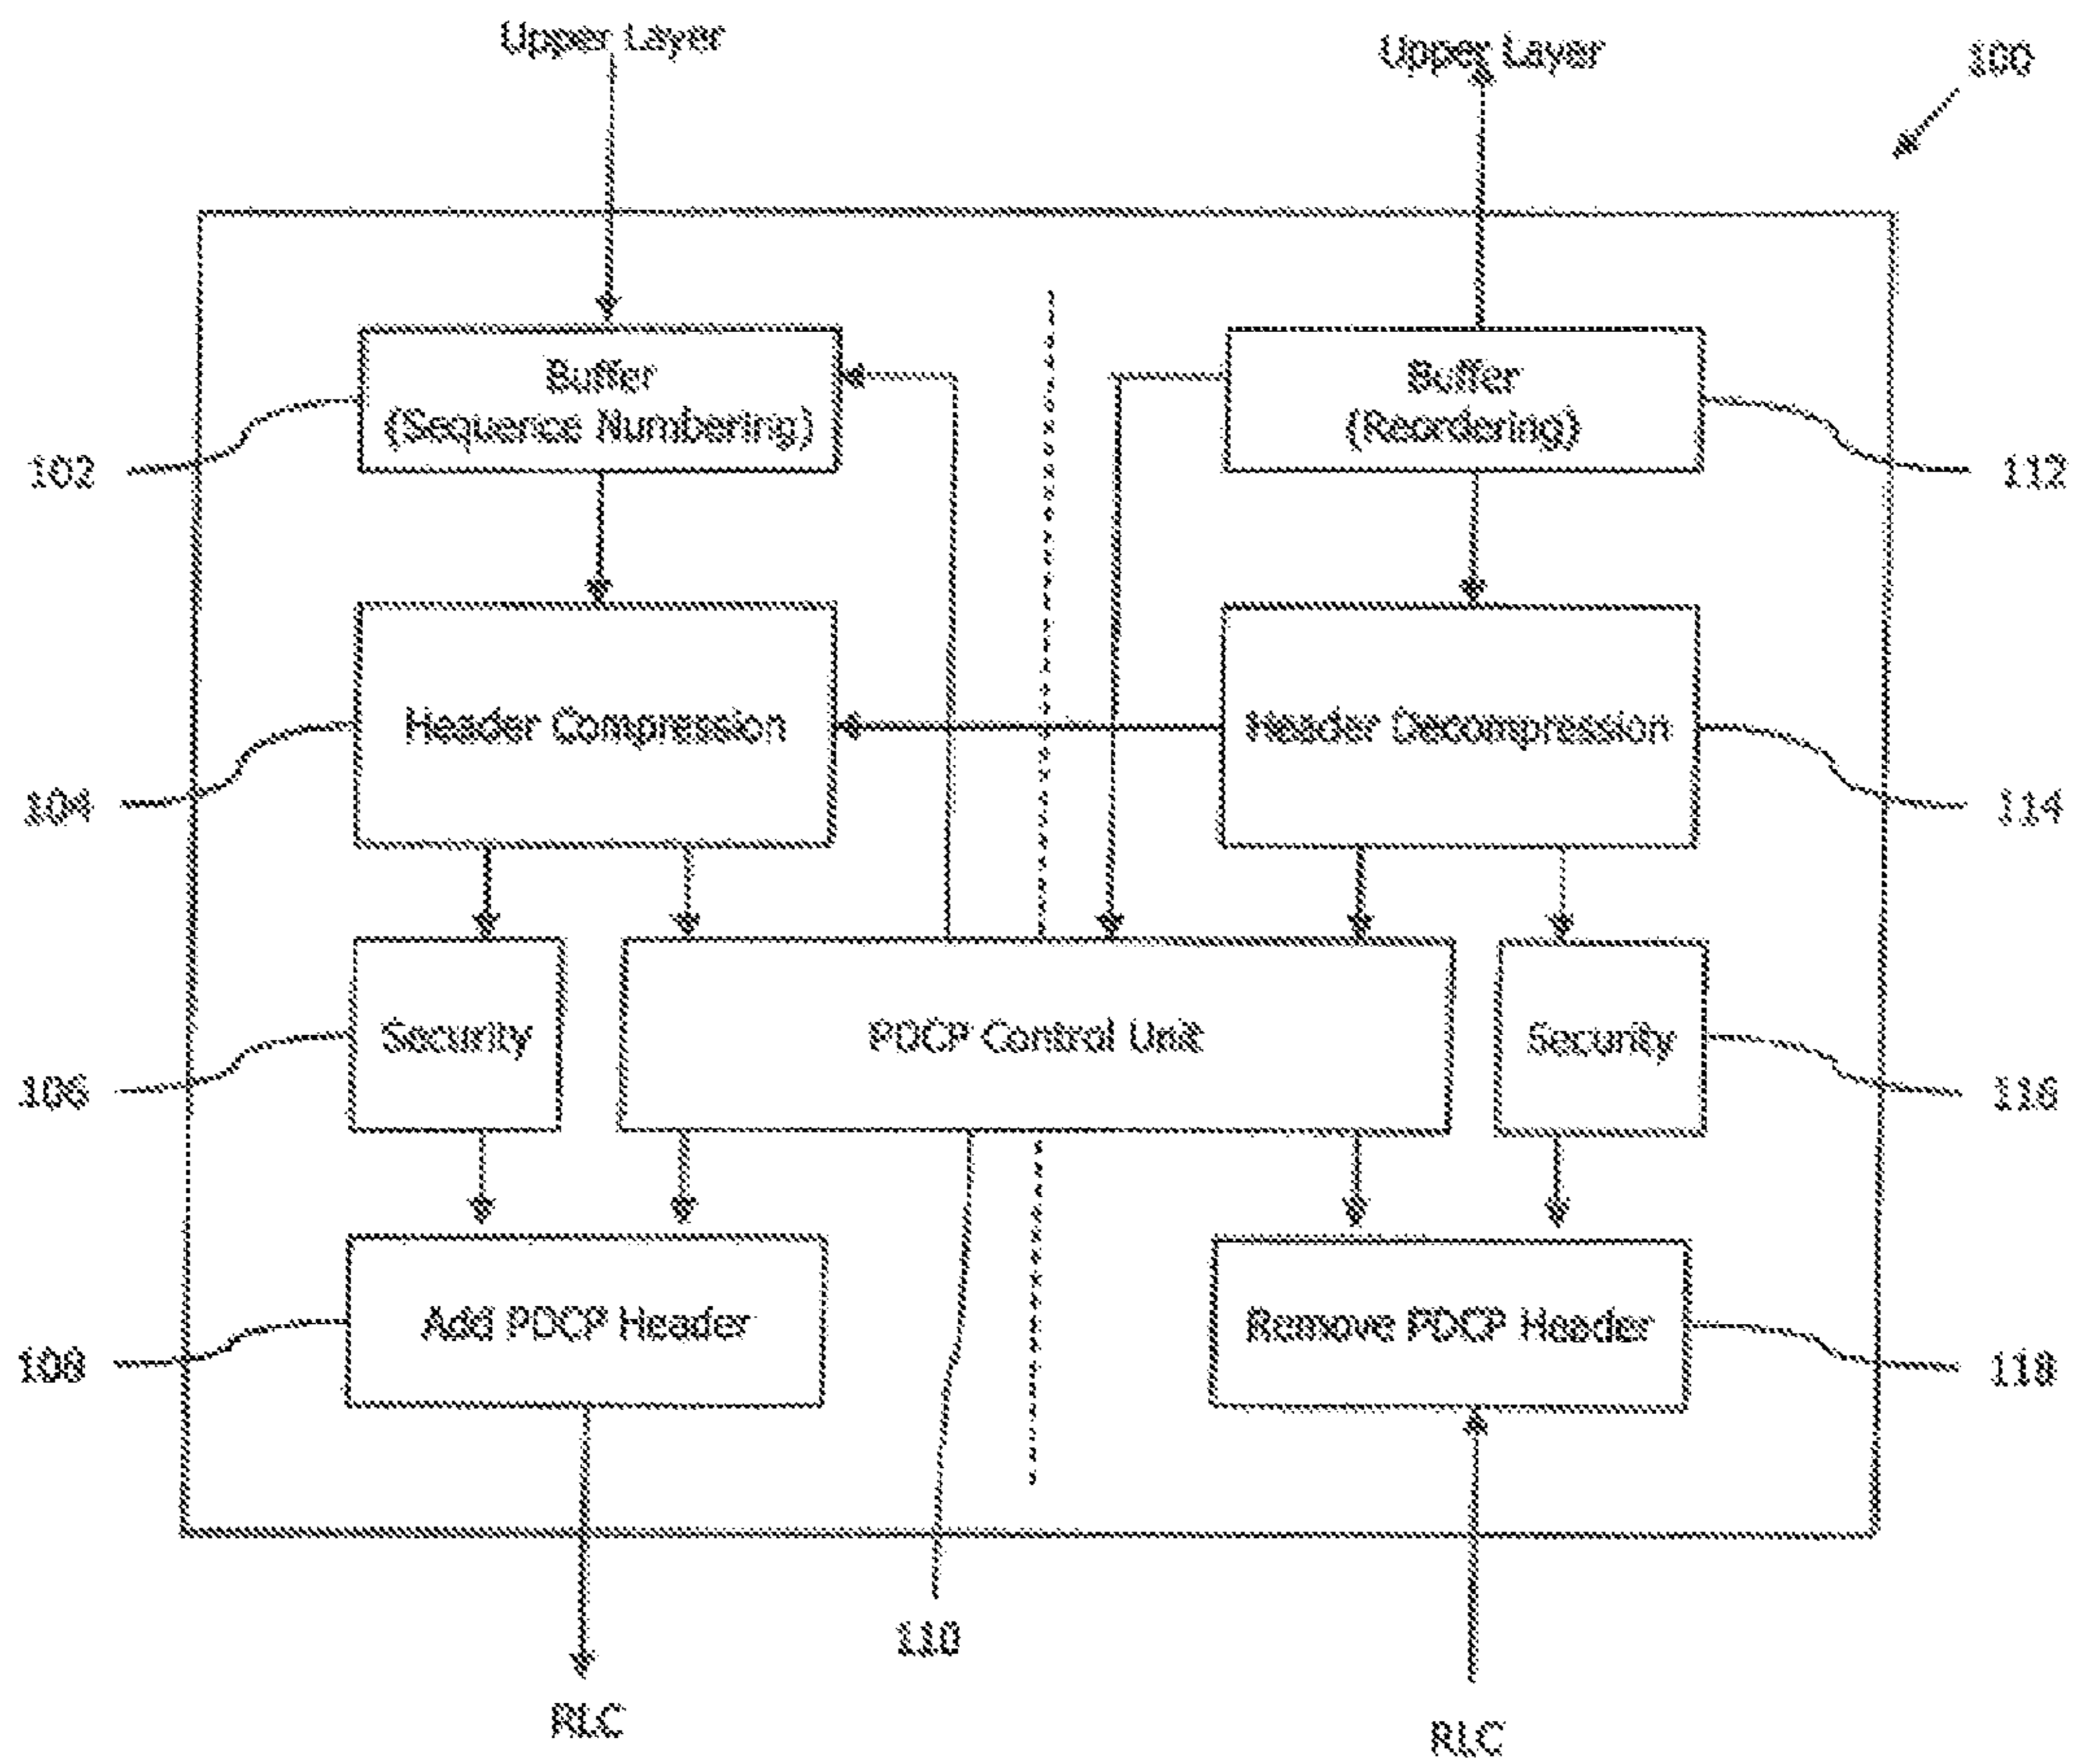 Upper Layer
Upper Layer
100
Buffer
(Sequence Numbering)
Buffer
(Reordering)
102
112
Header Compression
Header Decompression
104
114
Security
PDCP Control Unit
Security
106
116
Add PDCP Header
Remove PDCP Header
108
118
110
RLC
RLC